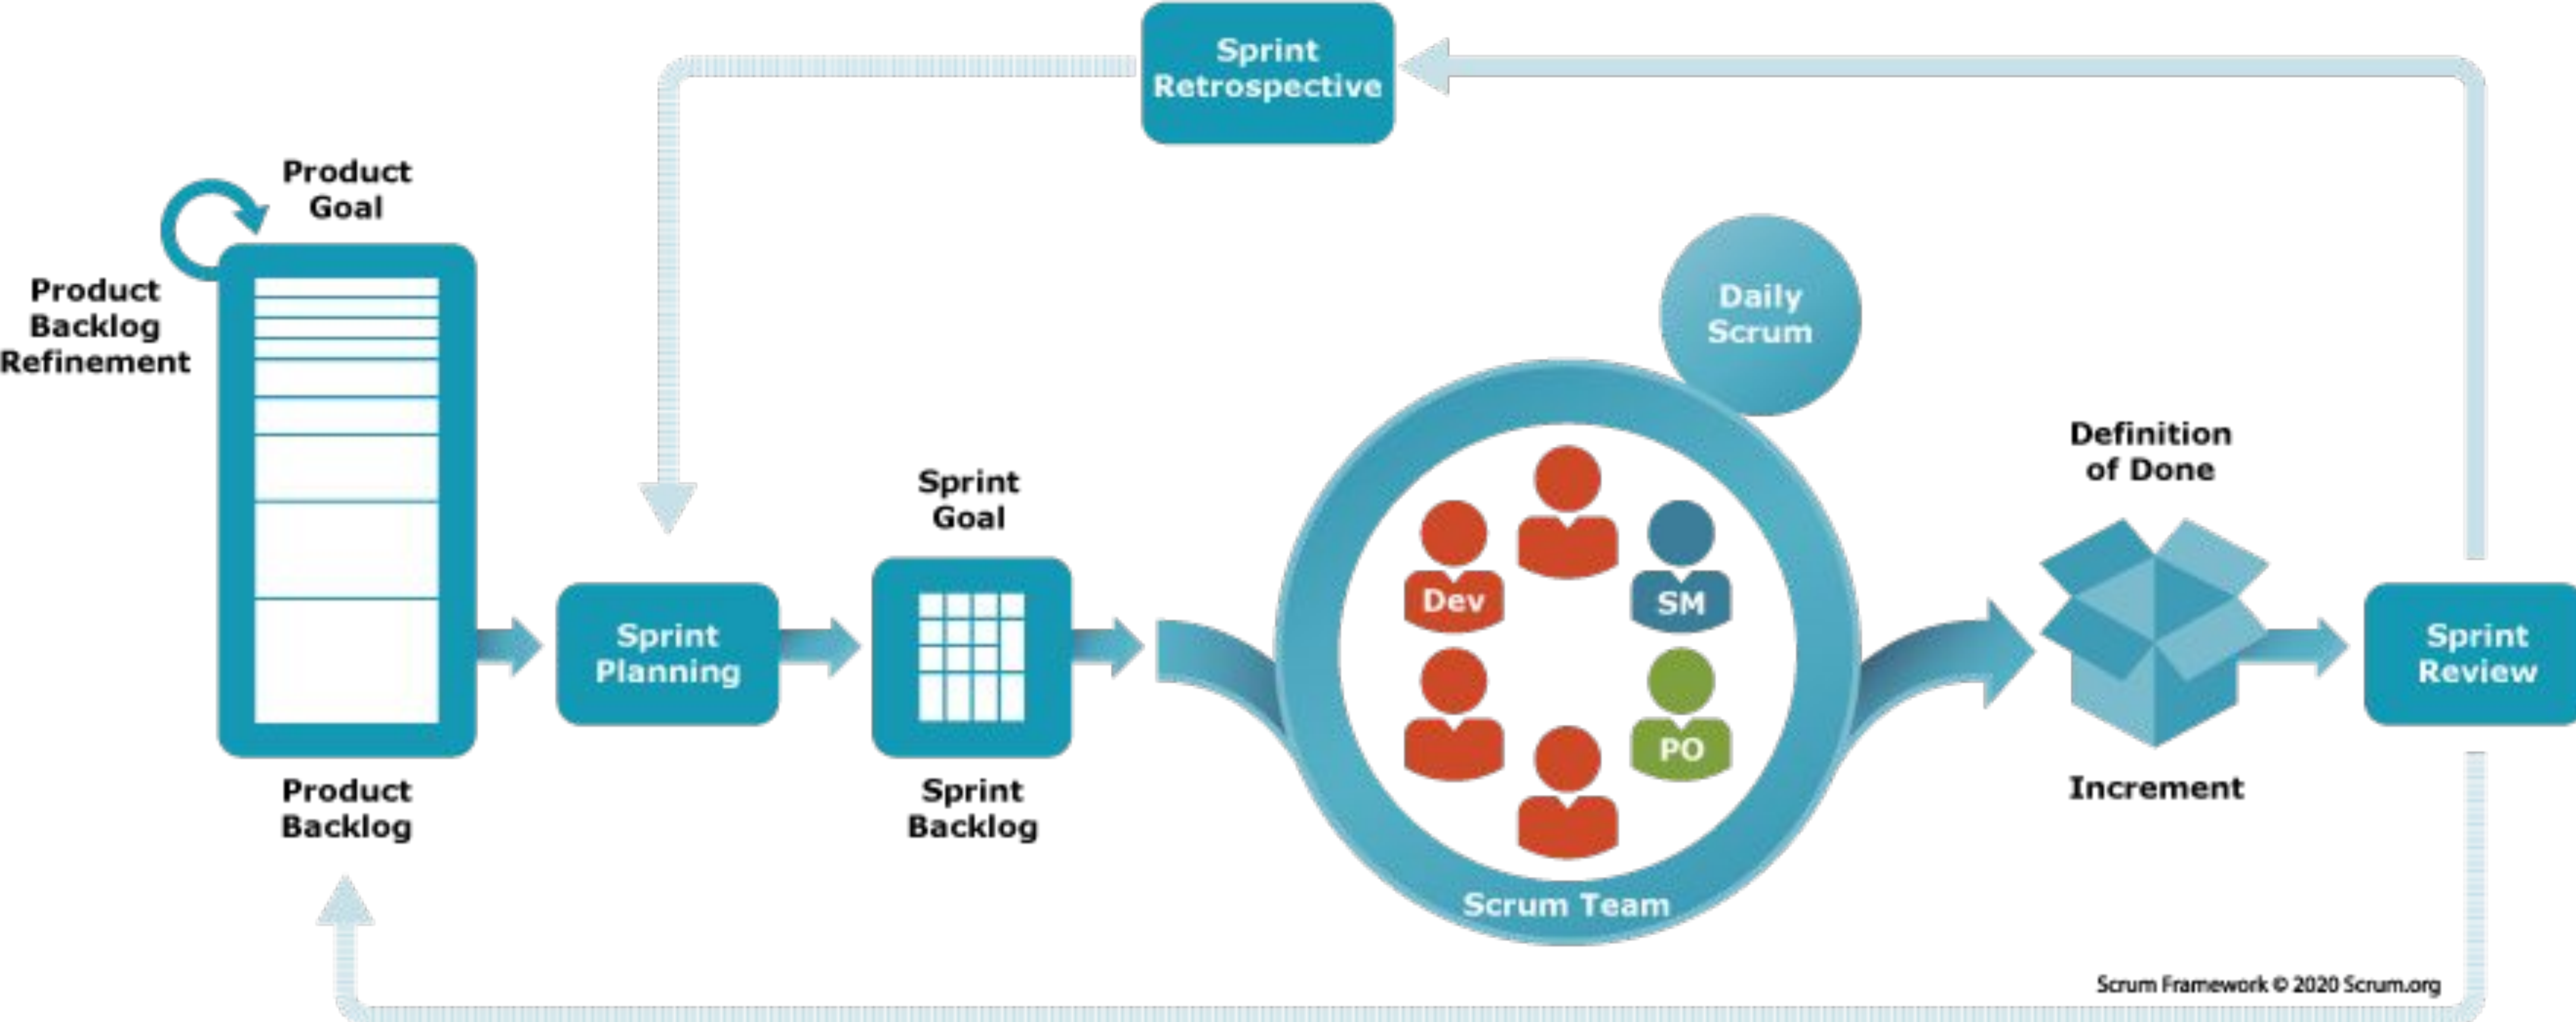 Sprint
Retrospective
Product
Goal
Product
Backlog
Refinement
Daily
Scrum
Definition
of Done
Sprint
Goal
Dev
SM
Sprint
Planning
Sprint
Review
PO
Product
Backlog
Sprint
Backlog
Increment
Scrum Team
Scrum Framework © 2020 Scrum.org